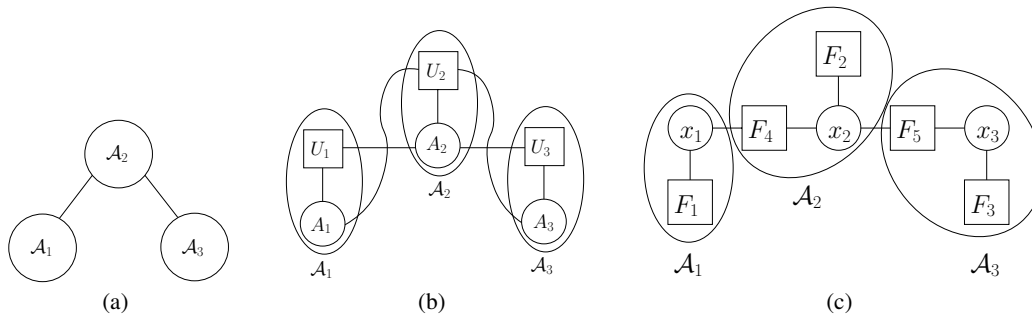 𝒜₂
𝒜₁
𝒜₃
(a)
U₂
U₁
A₂
U₃
𝒜₂
A₁
A₃
𝒜₁
𝒜₃
(b)
F₂
x₁
F₄
x₂
F₅
x₃
F₁
𝒜₂
F₃
𝒜₁
𝒜₃
(c)